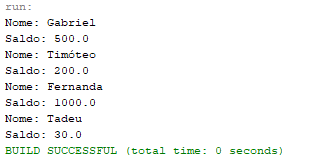 run:
Nome: Gabriel
Saldo: 500.0
Nome: Timóteo
Saldo: 200.0
Nome: Fernanda
Saldo: 1000.0
Nome: Tadeu
Saldo: 30.0
BUILD SUCCESSFUL (total time: 0 seconds)